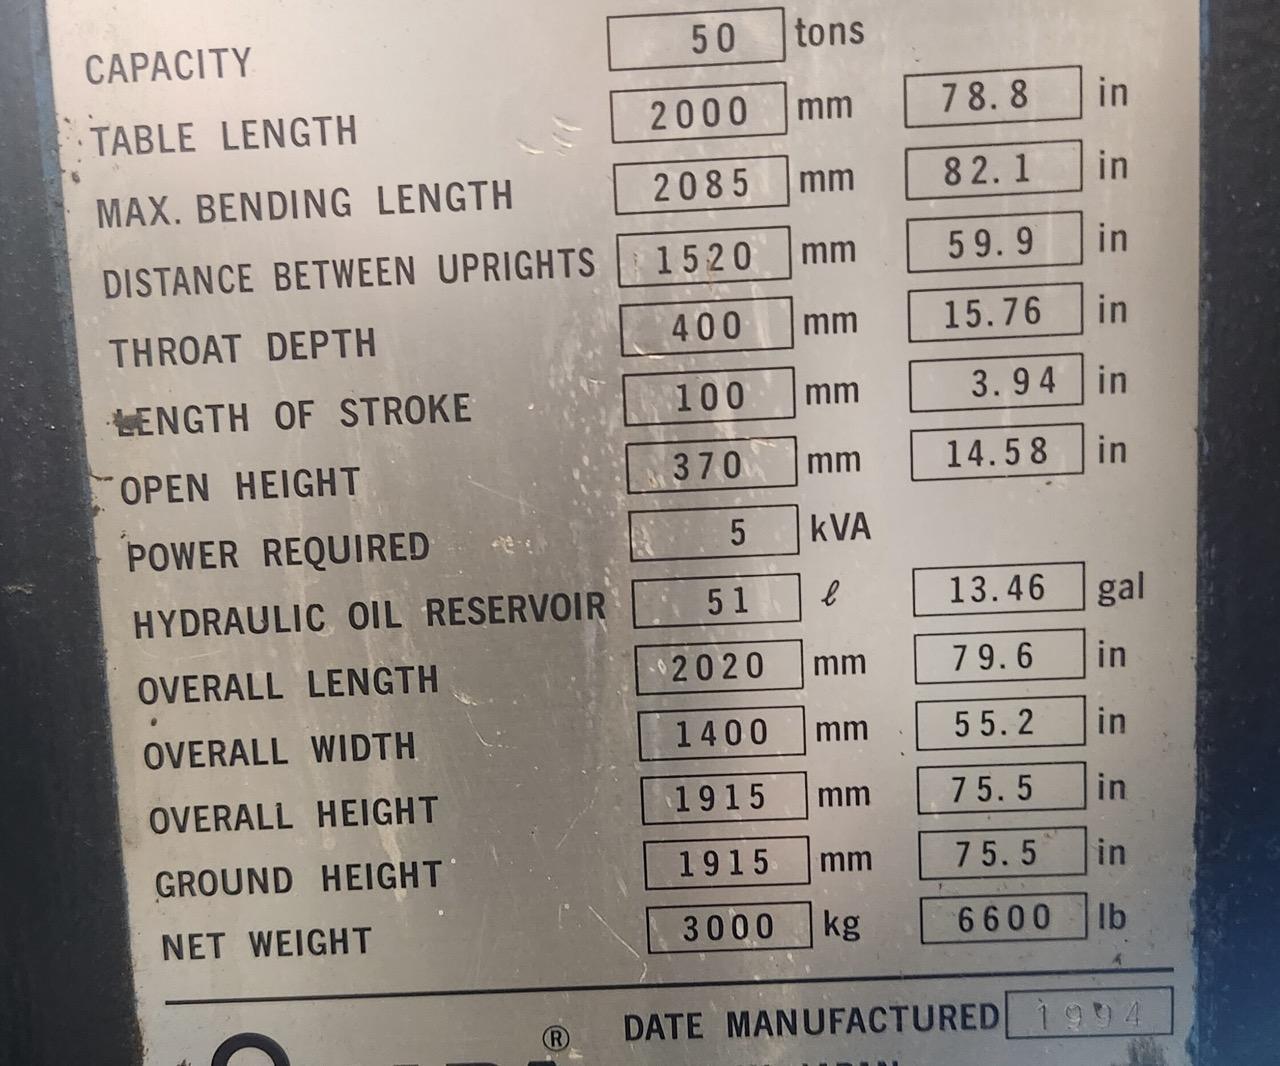 CAPACITY 50 tons
TABLE LENGTH 2000 mm 78.8 in
MAX. BENDING LENGTH 2085 mm 82.1 in
DISTANCE BETWEEN UPRIGHTS 1520 mm 59.9 in
THROAT DEPTH 400 mm 15.76 in
LENGTH OF STROKE 100 mm 3.94 in
OPEN HEIGHT 370 mm 14.58 in
POWER REQUIRED 5 kVA
HYDRAULIC OIL RESERVOIR 51 ℓ 13.46 gal
OVERALL LENGTH 2020 mm 79.6 in
OVERALL WIDTH 1400 mm 55.2 in
OVERALL HEIGHT 1915 mm 75.5 in
GROUND HEIGHT 1915 mm 75.5 in
NET WEIGHT 3000 kg 6600 lb
DATE MANUFACTURED 1994
®
JAPAN